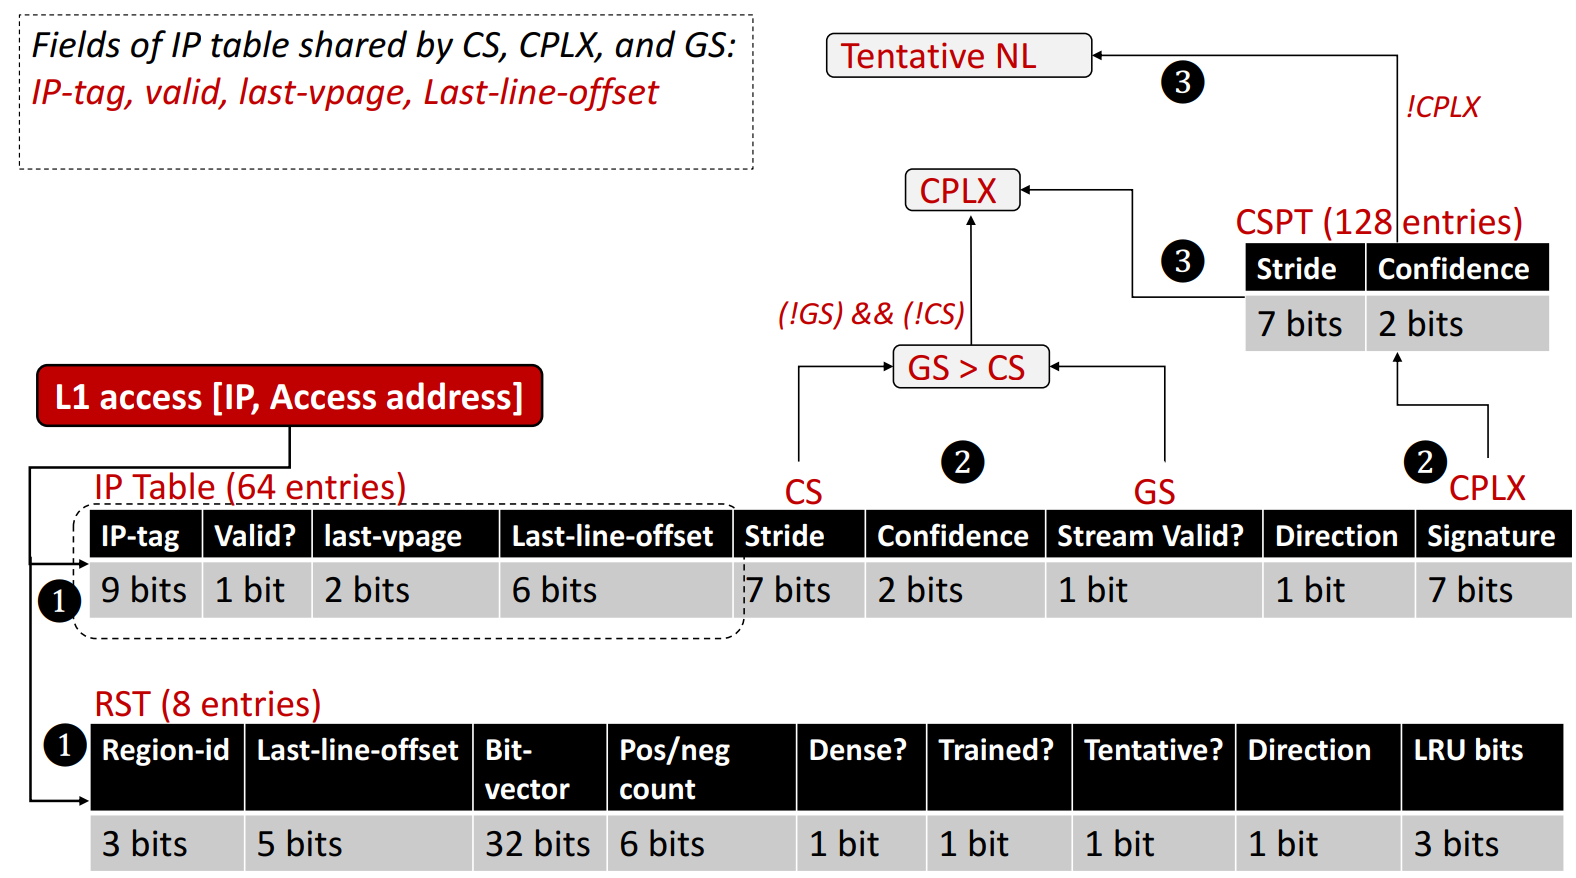 Fields of IP table shared by CS, CPLX, and GS:
IP-tag, valid, last-vpage, Last-line-offset
Tentative NL
3
!CPLX
CPLX
CSPT (128 entries)
3
Stride Confidence
7 bits 2 bits
(!GS) && (!CS)
GS > CS
L1 access [IP, Access address]
2
2
IP Table (64 entries)
CS
GS
CPLX
IP-tag Valid? last-vpage Last-line-offset Stride Confidence Stream Valid? Direction Signature
1
9 bits 1 bit 2 bits 6 bits 7 bits 2 bits 1 bit 1 bit 7 bits
RST (8 entries)
1
Region-id Last-line-offset Bit-vector Pos/neg count Dense? Trained? Tentative? Direction LRU bits
3 bits 5 bits 32 bits 6 bits 1 bit 1 bit 1 bit 1 bit 3 bits